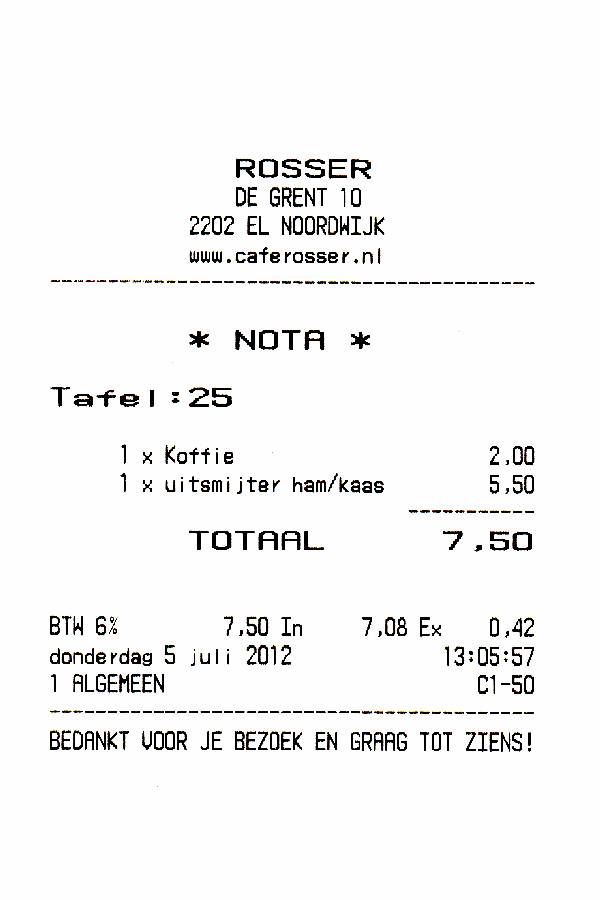 ROSSER
DE GRENT 10
2202 EL NOORDWIJK
www.caferosser.nl
* NOTA *
Tafel:25
1 x Koffie 2,00
1 x uitsmijter ham/kaas 5,50
TOTAAL 7,50
BTW 6% 7,50 In 7,08 Ex 0,42
donderdag 5 juli 2012 13:05:57
1 ALGEMEEN C1-50
BEDANKT VOOR JE BEZOEK EN GRAAG TOT ZIENS!